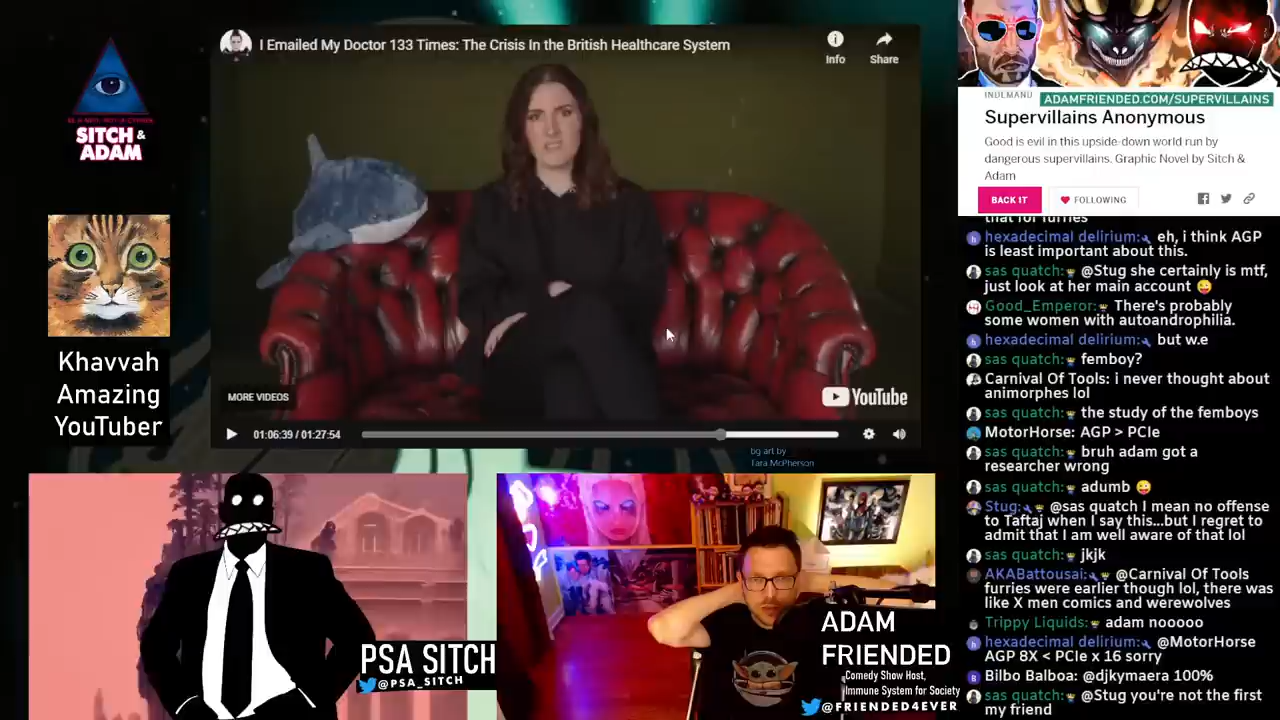 I Emailed My Doctor 133 Times: The Crisis In the British Healthcare System
Info
Share
SITCH &
ADAM
Khavvah
Amazing
YouTuber
MORE VIDEOS
YouTube
01:06:39 / 01:27:54
bg art by
Tara McPherson
PSA SITCH
@PSA_SITCH
ADAM
FRIENDED
Comedy Show Host,
Immune System for Society
@FRIENDED4EVER
INDEMAND
ADAMFRIENDED.COM/SUPERVILLAINS
Supervillains Anonymous
Good is evil in this upside-down world run by
dangerous supervillains. Graphic Novel by Sitch &
Adam
BACK IT
FOLLOWING
that for furries
hexadecimal delirium: eh, i think AGP
is least important about this.
sas quatch: @Stug she certainly is mtf,
just look at her main account
Good_Emperor: There's probably
some women with autoandrophilia.
hexadecimal delirium: but w.e
sas quatch: femboy?
Carnival Of Tools: i never thought about
animorphes lol
sas quatch: the study of the femboys
MotorHorse: AGP > PCIe
sas quatch: bruh adam got a
researcher wrong
sas quatch: adumb
Stug: @sas quatch I mean no offense
to Taftaj when I say this...but I regret to
admit that I am well aware of that lol
sas quatch: jkjk
AKABattousai: @Carnival Of Tools
furries were earlier though lol, there was
like X men comics and werewolves
Trippy Liquids: adam nooooo
hexadecimal delirium: @MotorHorse
AGP 8X < PCIe x 16 sorry
Bilbo Balboa: @djkymaera 100%
sas quatch: @Stug you're not the first
my friend